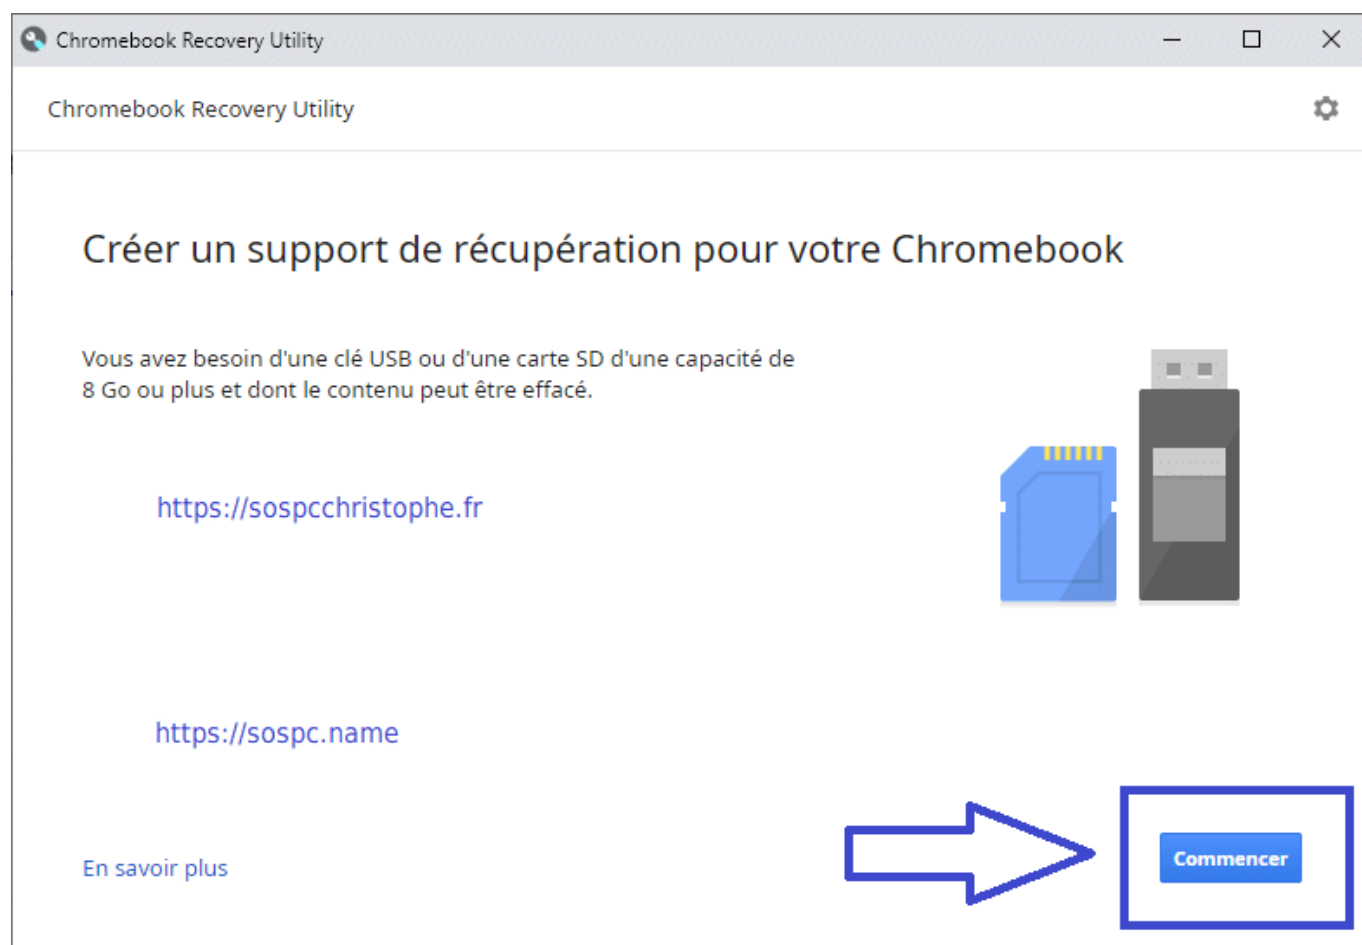 Chromebook Recovery Utility
Chromebook Recovery Utility
Créer un support de récupération pour votre Chromebook
Vous avez besoin d'une clé USB ou d'une carte SD d'une capacité de
8 Go ou plus et dont le contenu peut être effacé.
https://sospcchristophe.fr
https://sospc.name
En savoir plus
Commencer